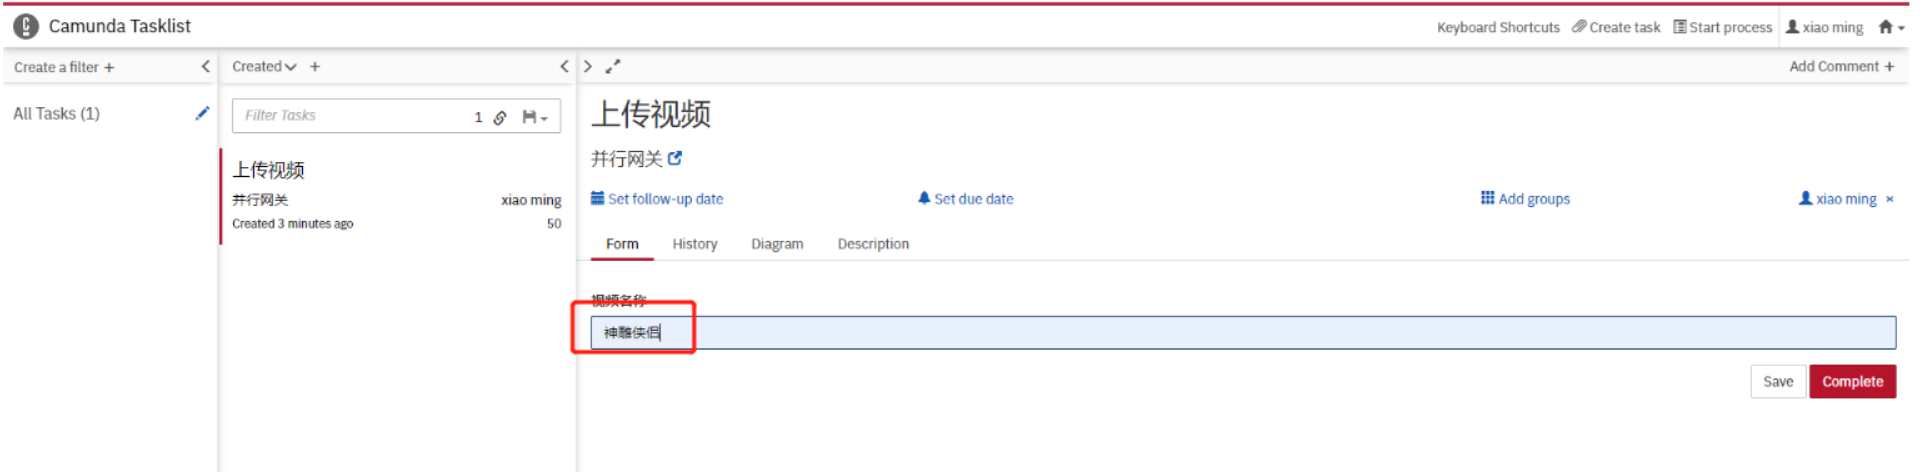 Camunda Tasklist
Keyboard Shortcuts Create task Start process xiao ming
Create a filter +
Created +
Add Comment +
All Tasks (1)
Filter Tasks 1
上传视频
并行网关 xiao ming
Created 3 minutes ago 50
上传视频
并行网关
Set follow-up date Set due date Add groups xiao ming ×
Form History Diagram Description
视频名称
神雕侠侣
Save Complete